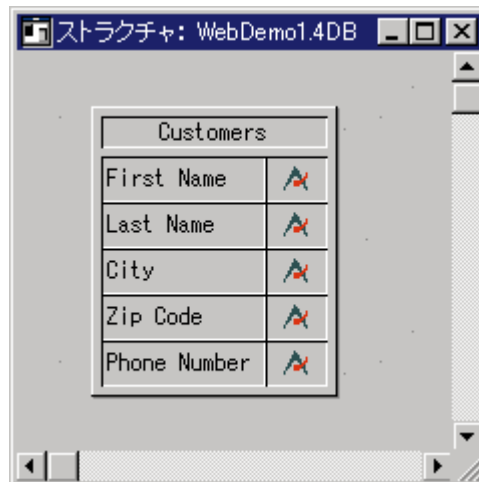 ストラクチャ: WebDemo1.4DB
Customers
First Name
Last Name
City
Zip Code
Phone Number